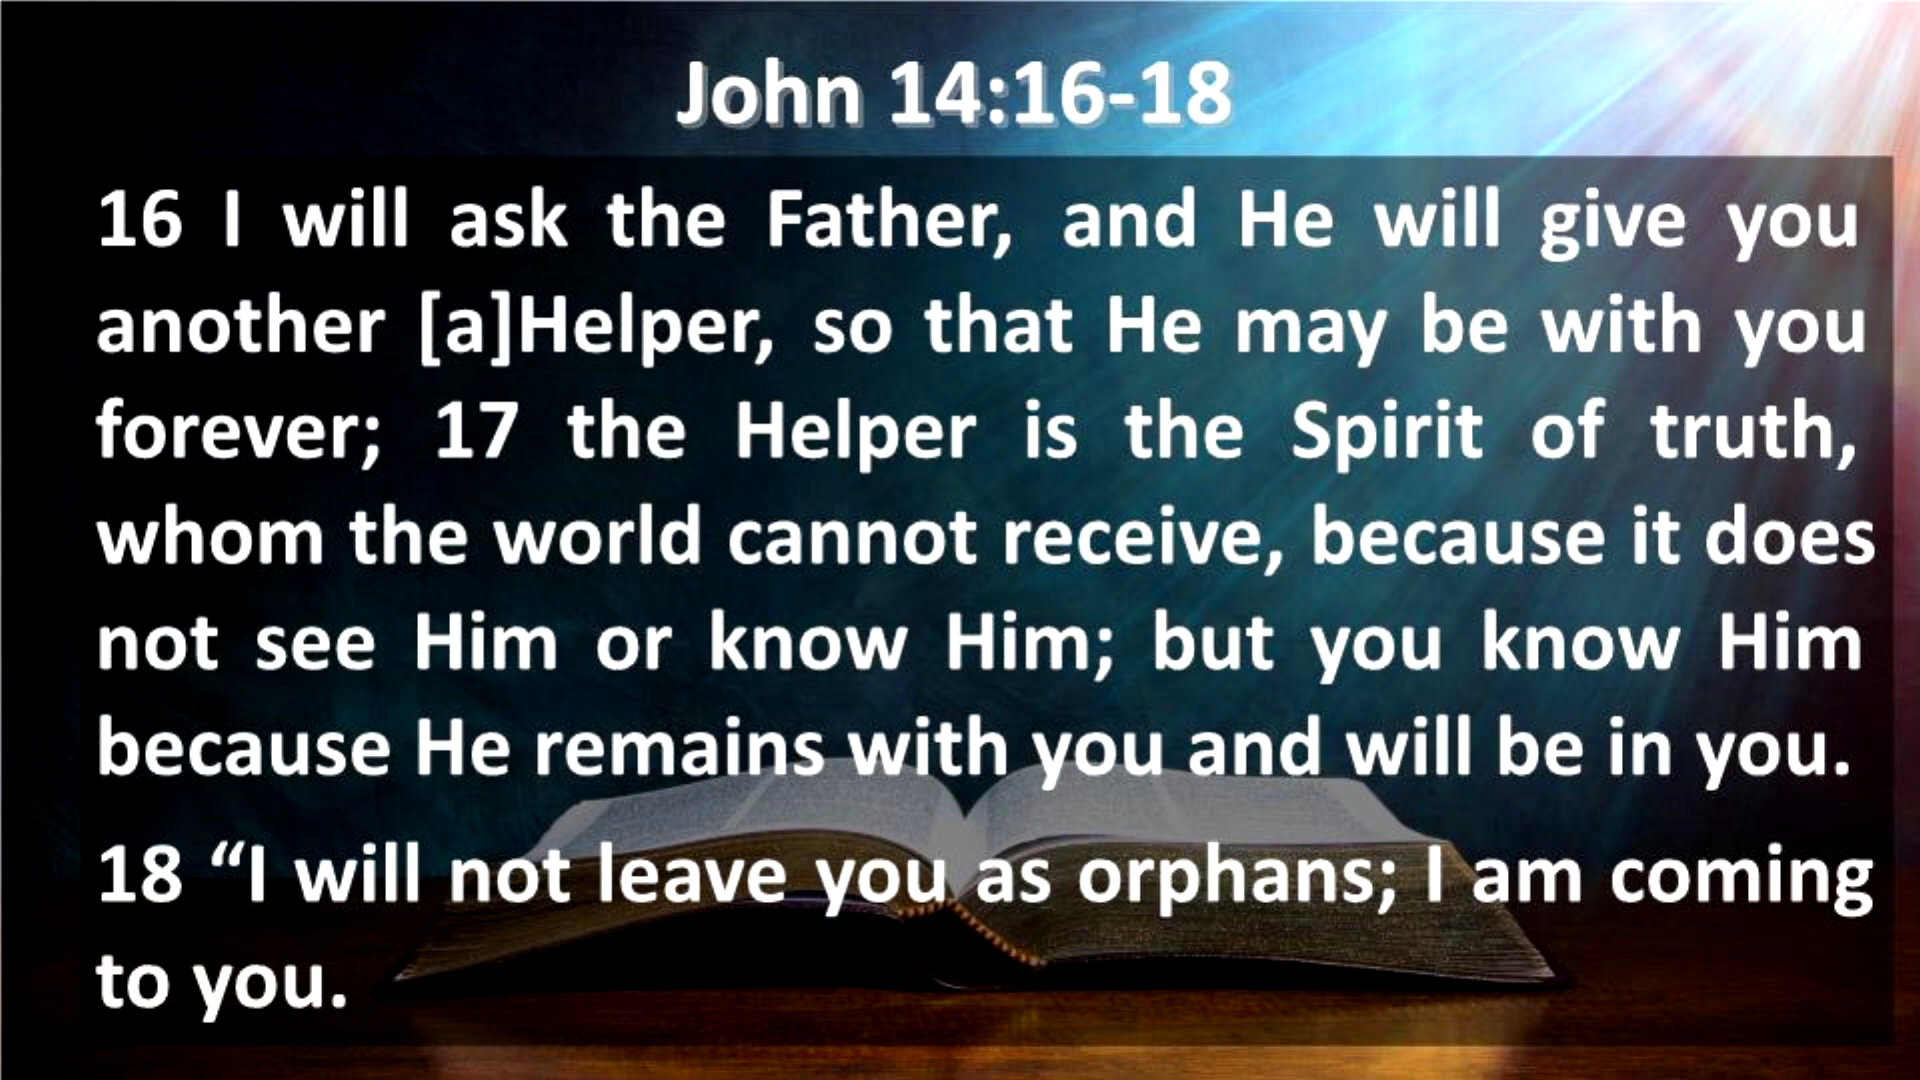 John 14:16-18
16 I will ask the Father, and He will give you
another [a]Helper, so that He may be with you
forever; 17 the Helper is the Spirit of truth,
whom the world cannot receive, because it does
not see Him or know Him; but you know Him
because He remains with you and will be in you.
18 “I will not leave you as orphans; I am coming
to you.